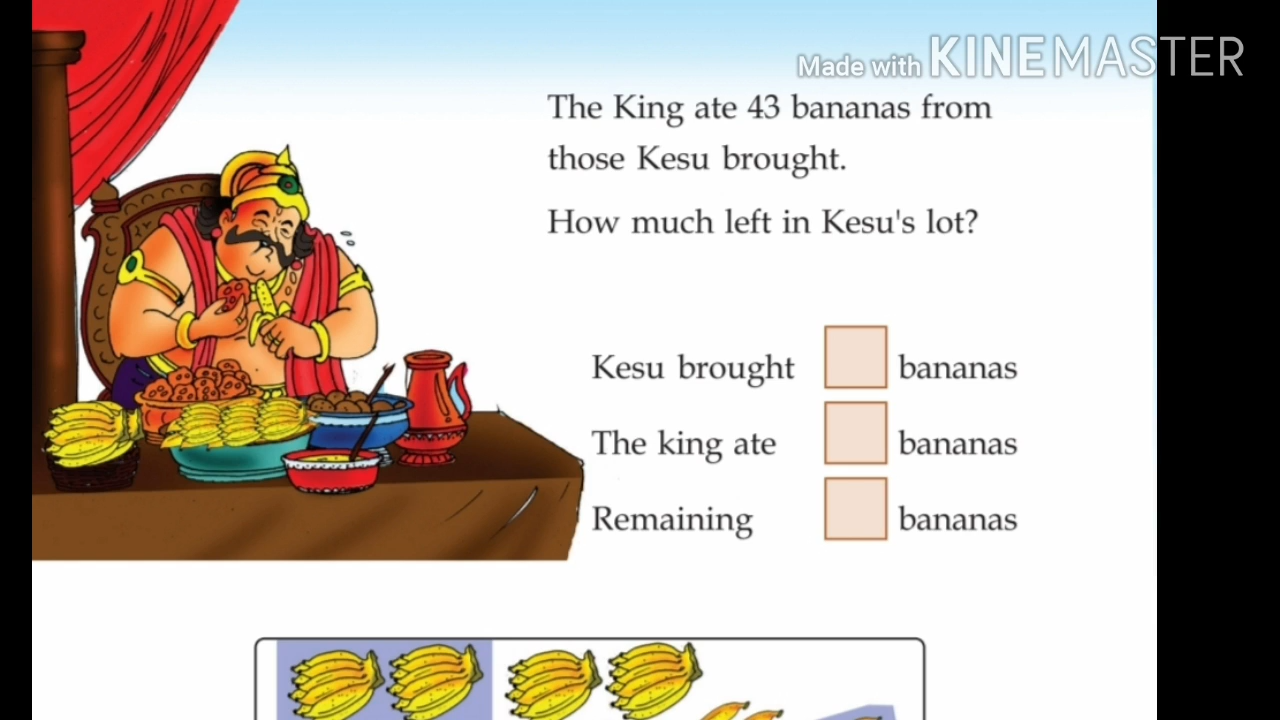 Made with KINEMASTER
The King ate 43 bananas from
those Kesu brought.
How much left in Kesu's lot?
Kesu brought bananas
The king ate bananas
Remaining bananas